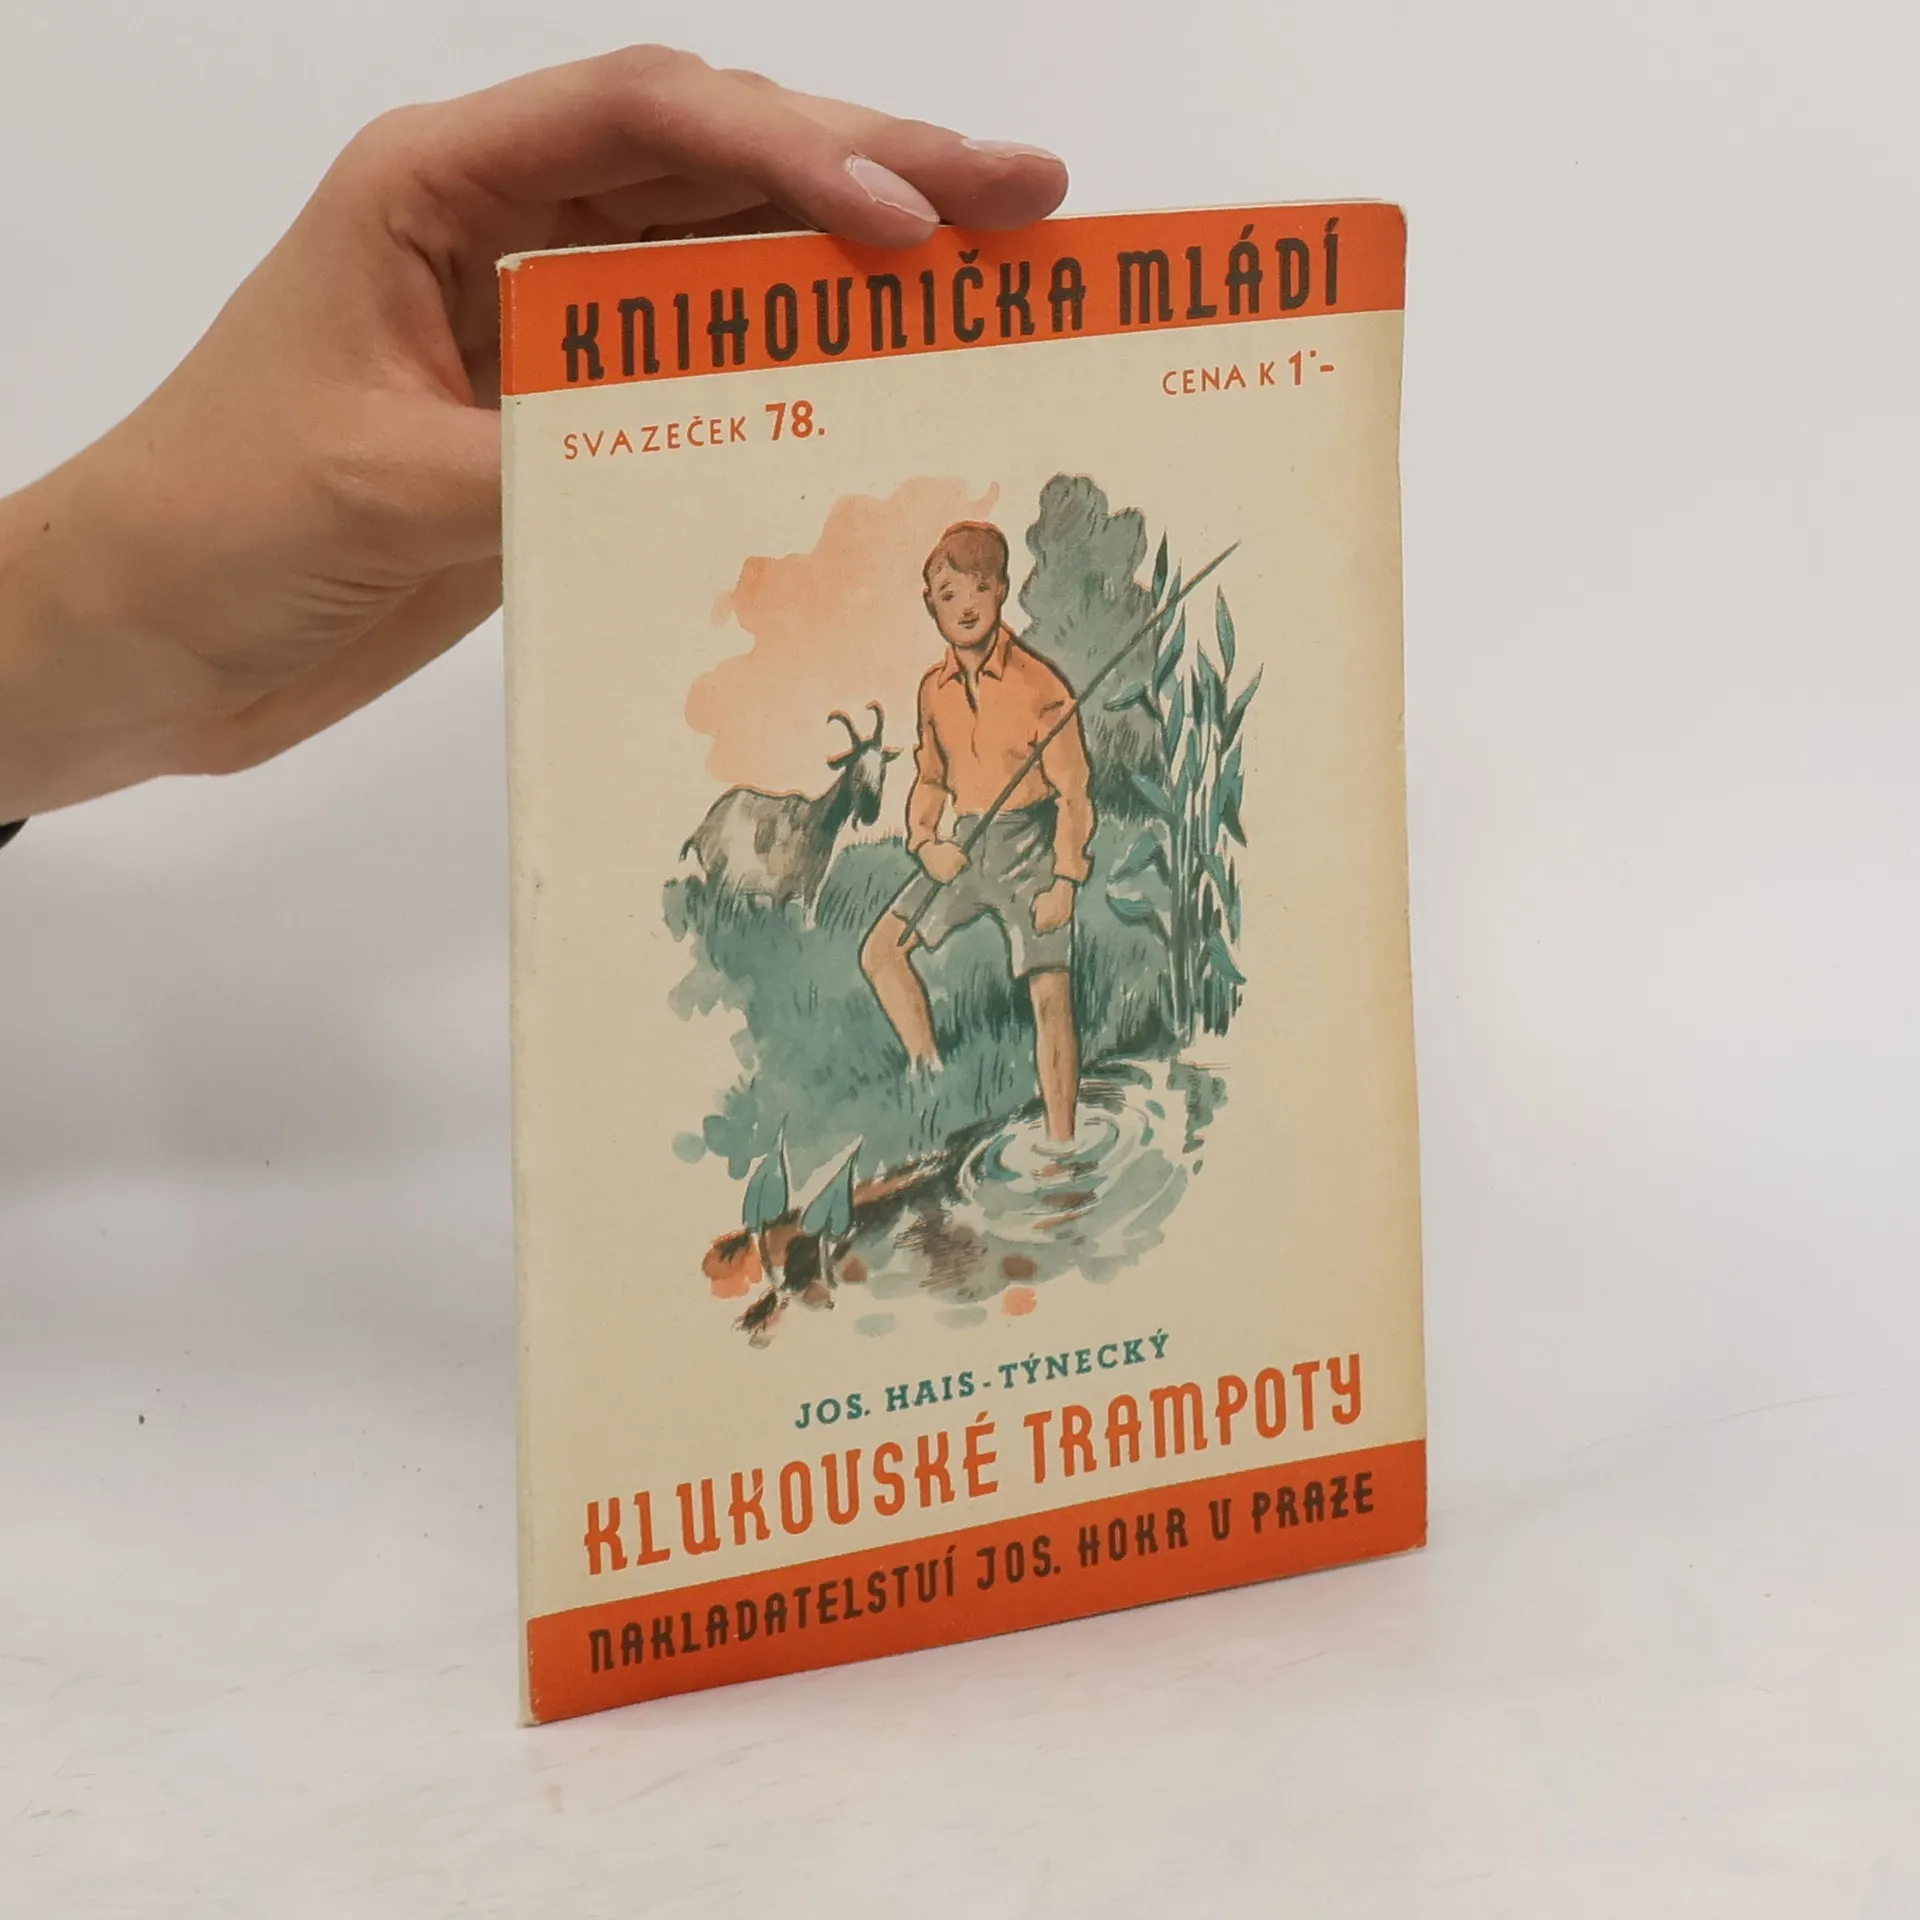 KNIHOVNIČKA MLÁDÍ
SVAZEČEK 78.
CENA K 1·-
JOS. HAIS-TÝNECKÝ
KLUKOVSKÉ TRAMPOTY
NAKLADATELSTVÍ JOS. HOKR V PRAZE